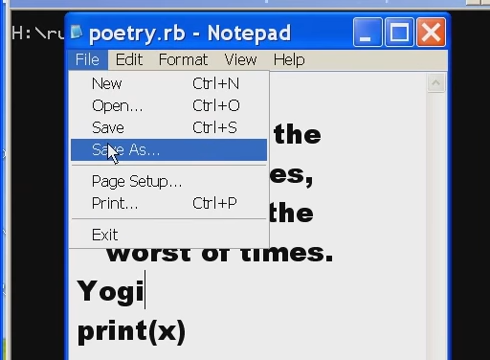 H:\ru
poetry.rb - Notepad
File Edit Format View Help
New Ctrl+N
Open... Ctrl+O
Save Ctrl+S
Save As...
Page Setup...
Print... Ctrl+P
Exit
the
es,
the
worst of times.
Yogi
print(x)